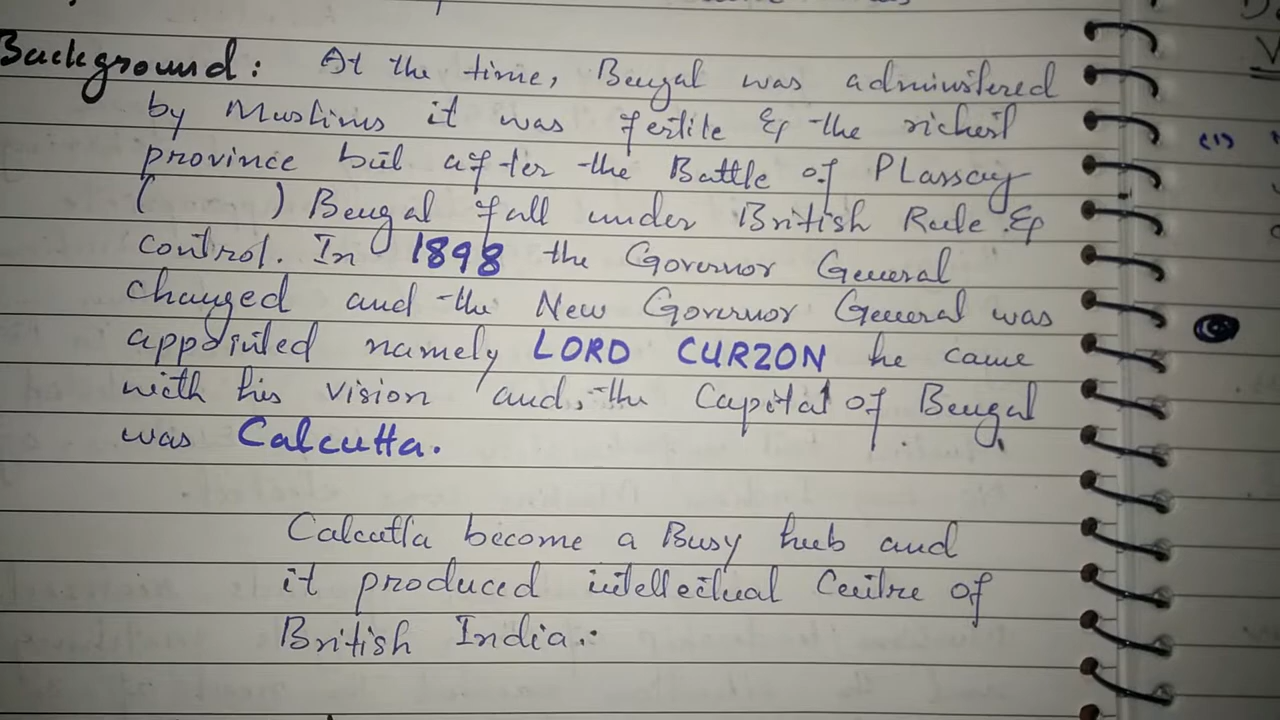 Background: At the time, Bengal was adminstered
by Muslims it was fertile & the richest
province but after the Battle of PLassay
( ) Bengal fall under British Rule &
control. In 1898 the Governor General
changed and the New Governor General was
appointed namely LORD CURZON he came
with his vision and, the Capital of Bengal
was Calcutta.
Calcutta become a Busy hub and
it produced intellectual Centre of
British India.
(1)